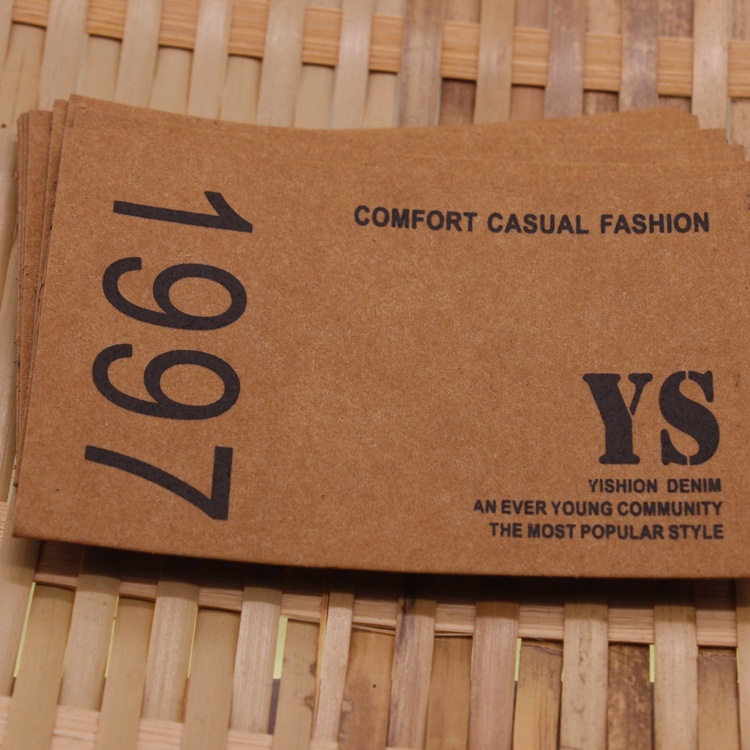 1997
COMFORT CASUAL FASHION
YS
YISHION DENIM
AN EVER YOUNG COMMUNITY
THE MOST POPULAR STYLE